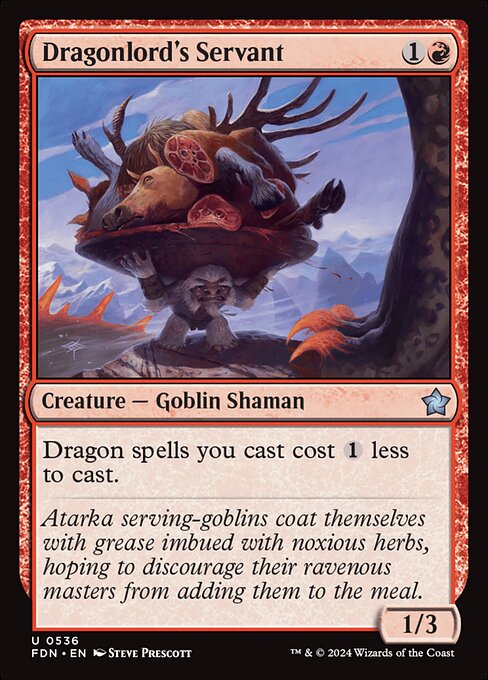 Dragonlord's Servant 1
Creature — Goblin Shaman
Dragon spells you cast cost 1 less
to cast.
Atarka serving-goblins coat themselves
with grease imbued with noxious herbs,
hoping to discourage their ravenous
masters from adding them to the meal.
1/3
U 0536
FDN • EN Steve Prescott
™ & © 2024 Wizards of the Coast